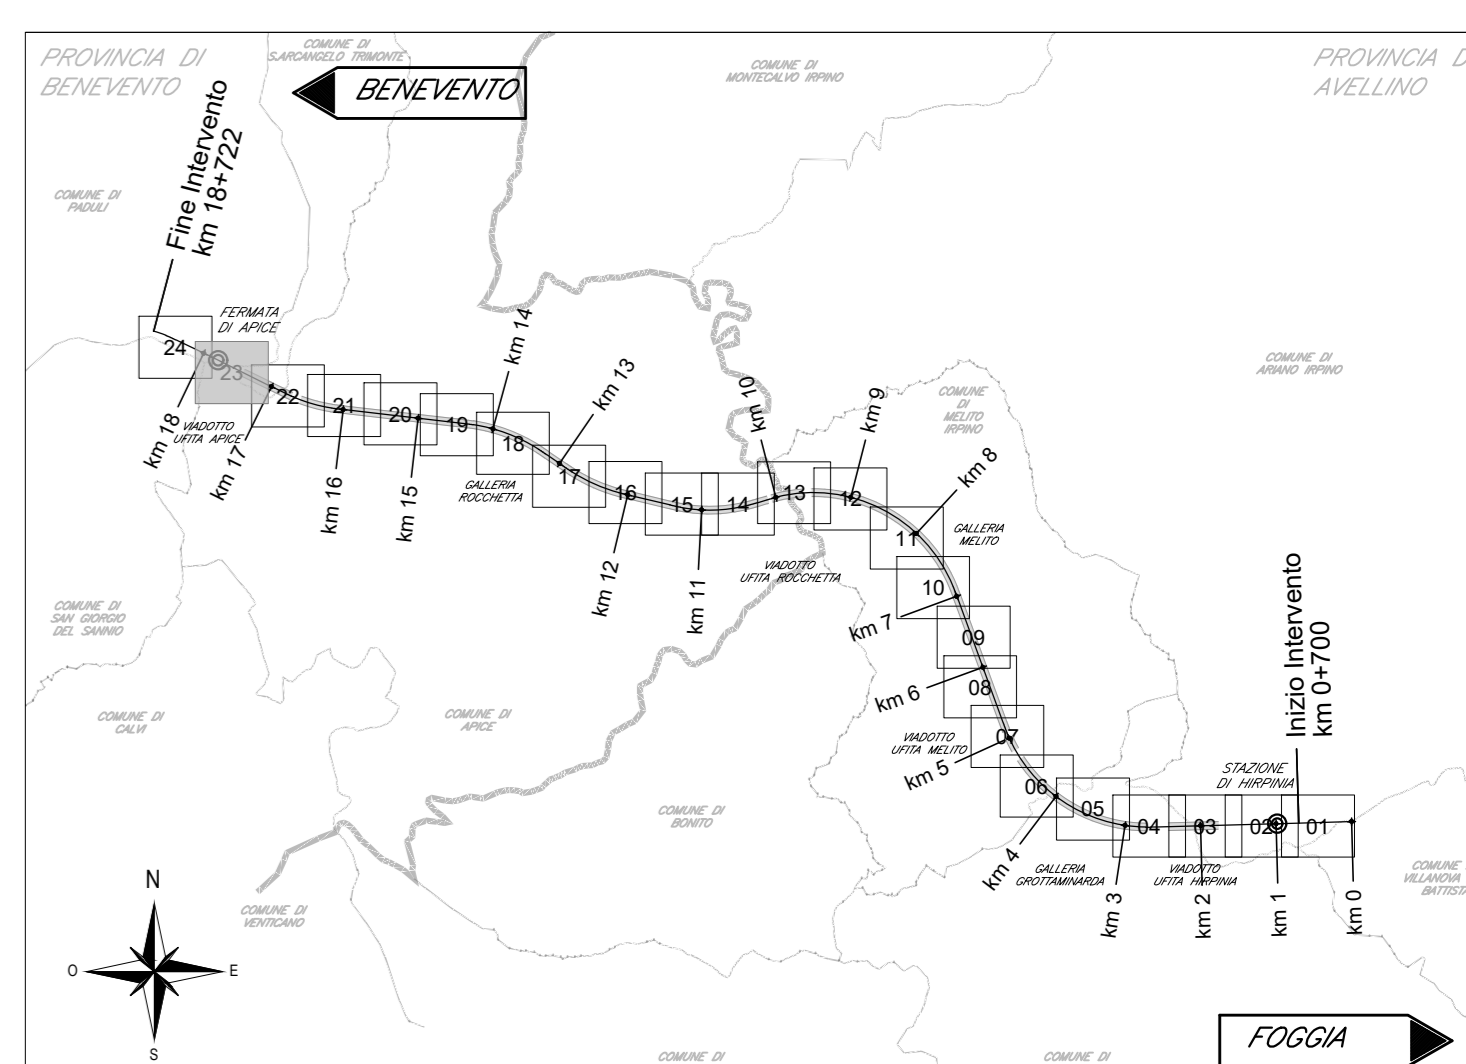 PROVINCIA DI
BENEVENTO
COMUNE DI
S.ARCANGELO TRIMONTE
BENEVENTO
COMUNE DI
MONTECALVO IRPINO
PROVINCIA D
AVELLINO
Fine Intervento
km 18+722
COMUNE DI
PADULI
FERMATA
DI APICE
24
23
22
21
20
19
18
17
16
15
14
13
12
11
10
09
08
07
06
05
04
03
02
01
VIADOTTO
UFITA APICE
km 18
km 17
km 16
km 15
km 14
km 13
km 12
km 11
km 10
km 9
km 8
km 7
km 6
km 5
km 4
km 3
km 2
km 1
km 0
GALLERIA
ROCCHETTA
COMUNE
DI
MELITO
IRPINO
COMUNE DI
ARIANO IRPINO
GALLERIA
MELITO
VIADOTTO
UFITA ROCCHETTA
COMUNE DI
SAN GIORGIO
DEL SANNIO
Inizio Intervento
km 0+700
COMUNE DI
CALVI
COMUNE DI
APICE
VIADOTTO
UFITA MELITO
STAZIONE
DI HIRPINIA
COMUNE DI
BONITO
GALLERIA
GROTTAMINARDA
VIADOTTO
UFITA HIRPINIA
COMUNE
VILLANOVA
BATTISTA
COMUNE DI
VENTICANO
N
O
E
S
FOGGIA
COMUNE DI
COMUNE DI